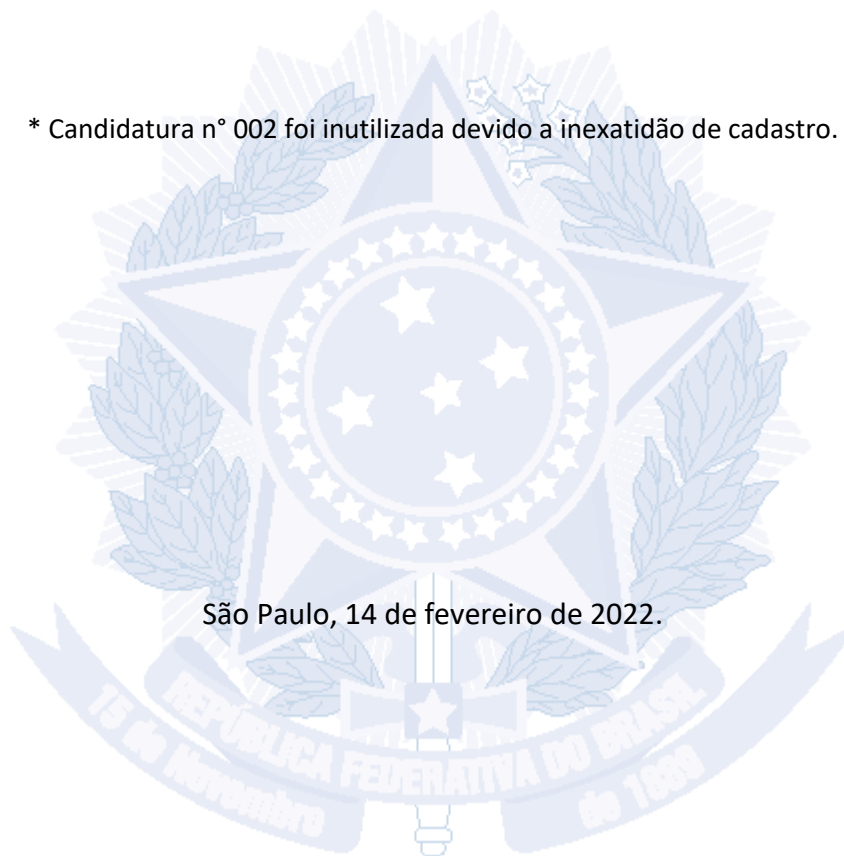 * Candidatura n° 002 foi inutilizada devido a inexatidão de cadastro.
São Paulo, 14 de fevereiro de 2022.
REPÚBLICA FEDERATIVA DO BRASIL
15 de Novembro
de 1889